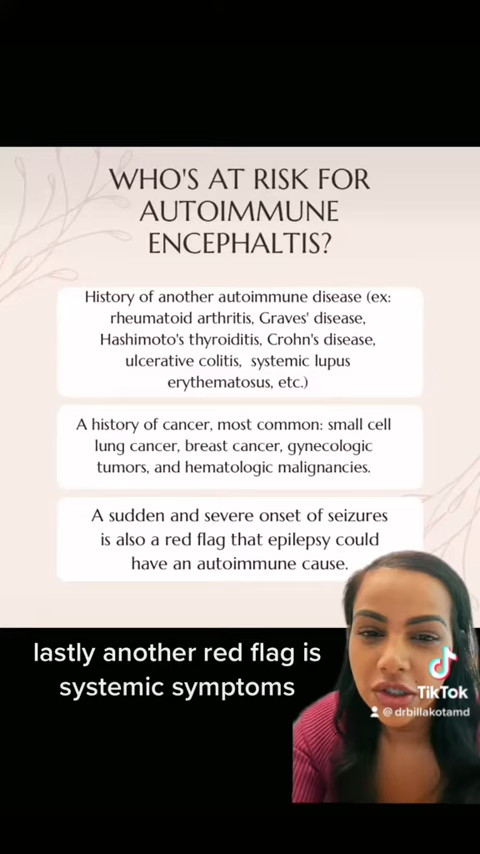 WHO'S AT RISK FOR
AUTOIMMUNE
ENCEPHALTIS?
History of another autoimmune disease (ex:
rheumatoid arthritis, Graves' disease,
Hashimoto's thyroiditis, Crohn's disease,
ulcerative colitis, systemic lupus
erythematosus, etc.)
A history of cancer, most common: small cell
lung cancer, breast cancer, gynecologic
tumors, and hematologic malignancies.
A sudden and severe onset of seizures
is also a red flag that epilepsy could
have an autoimmune cause.
lastly another red flag is
systemic symptoms
TikTok
@drbillakotamd